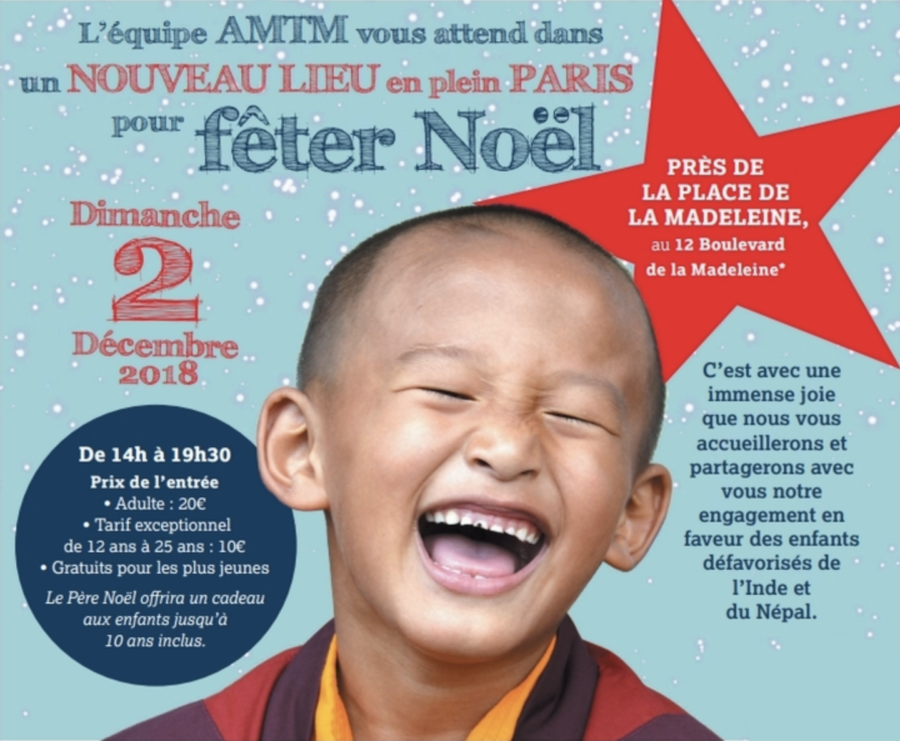 L'équipe AMTM vous attend dans
un NOUVEAU LIEU en plein PARIS
pour fêter Noël
Dimanche
2
Décembre
2018
PRÈS DE
LA PLACE DE
LA MADELEINE,
au 12 Boulevard
de la Madeleine*
De 14h à 19h30
Prix de l'entrée
• Adulte : 20€
• Tarif exceptionnel
de 12 ans à 25 ans : 10€
• Gratuits pour les plus jeunes
Le Père Noël offrira un cadeau
aux enfants jusqu'à
10 ans inclus.
C'est avec une
immense joie
que nous vous
accueillerons et
partagerons avec
vous notre
engagement en
faveur des enfants
défavorisés de
l'Inde et
du Népal.